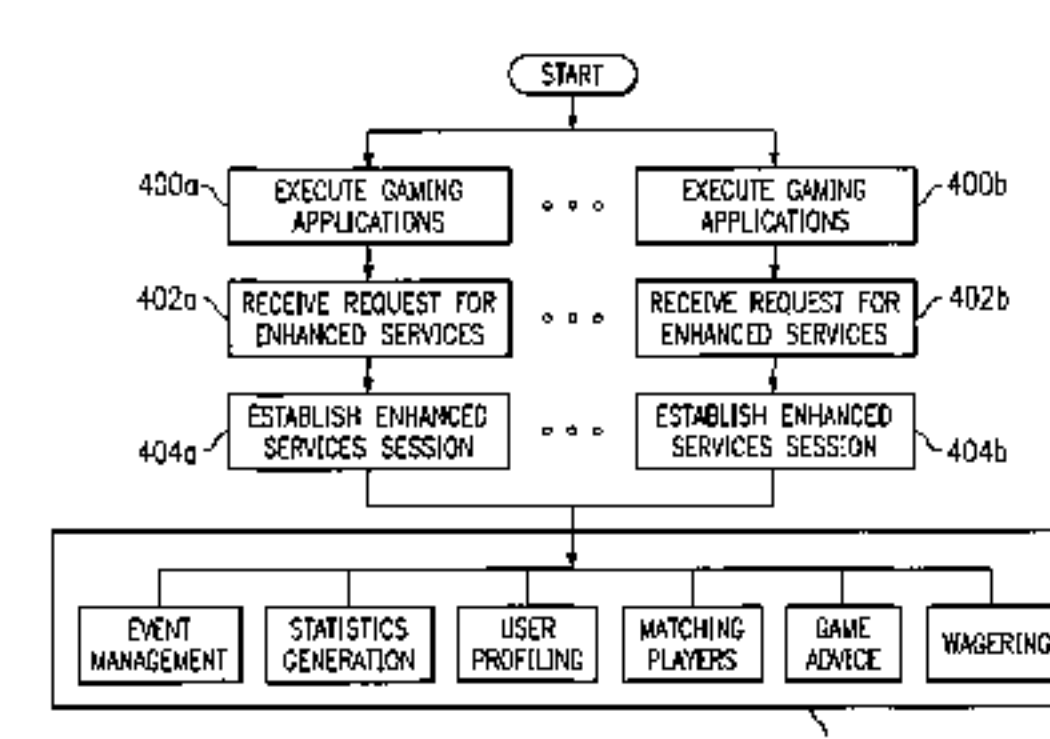 START
400a
EXECUTE GAMING
APPLICATIONS
EXECUTE GAMING
APPLICATIONS
400b
402a
RECEIVE REQUEST FOR
ENHANCED SERVICES
RECEIVE REQUEST FOR
ENHANCED SERVICES
402b
404a
ESTABLISH ENHANCED
SERVICES SESSION
ESTABLISH ENHANCED
SERVICES SESSION
404b
EVENT
MANAGEMENT
STATISTICS
GENERATION
USER
PROFILING
MATCHING
PLAYERS
GAME
ADVICE
WAGERING